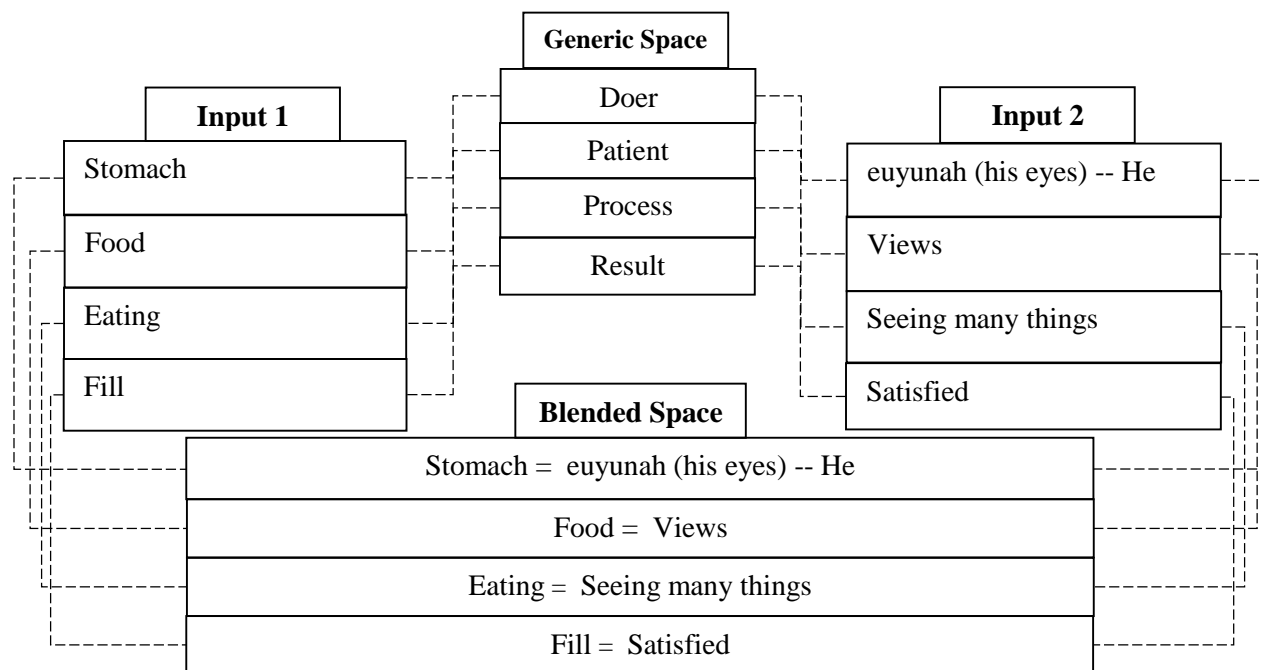 Generic Space
Doer
Patient
Process
Result
Input 1
Stomach
Food
Eating
Fill
Input 2
euyunah (his eyes) -- He
Views
Seeing many things
Satisfied
Blended Space
Stomach = euyunah (his eyes) -- He
Food = Views
Eating = Seeing many things
Fill = Satisfied